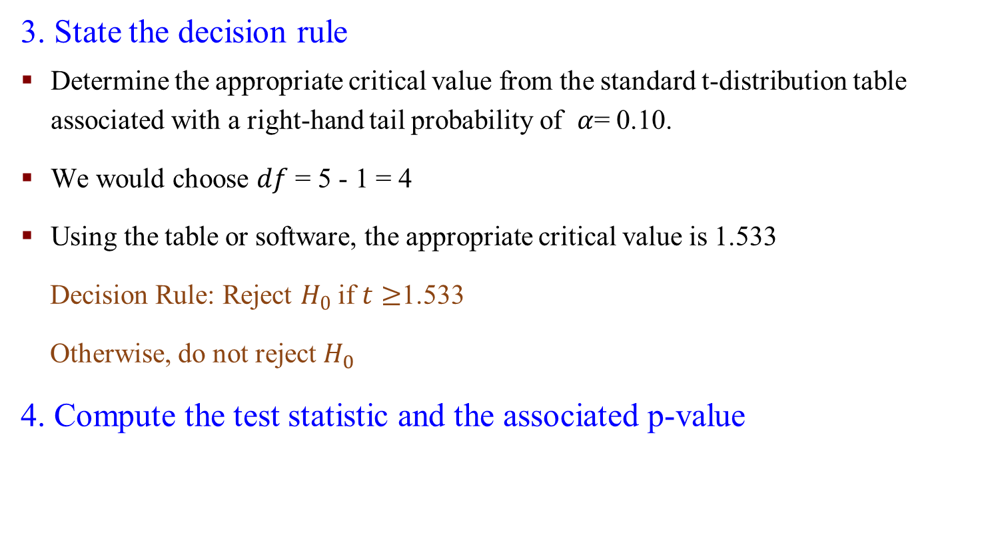 3. State the decision rule
▪ Determine the appropriate critical value from the standard t-distribution table
associated with a right-hand tail probability of α= 0.10.
▪ We would choose df = 5 - 1 = 4
▪ Using the table or software, the appropriate critical value is 1.533
Decision Rule: Reject H₀ if t ≥1.533
Otherwise, do not reject H₀
4. Compute the test statistic and the associated p-value